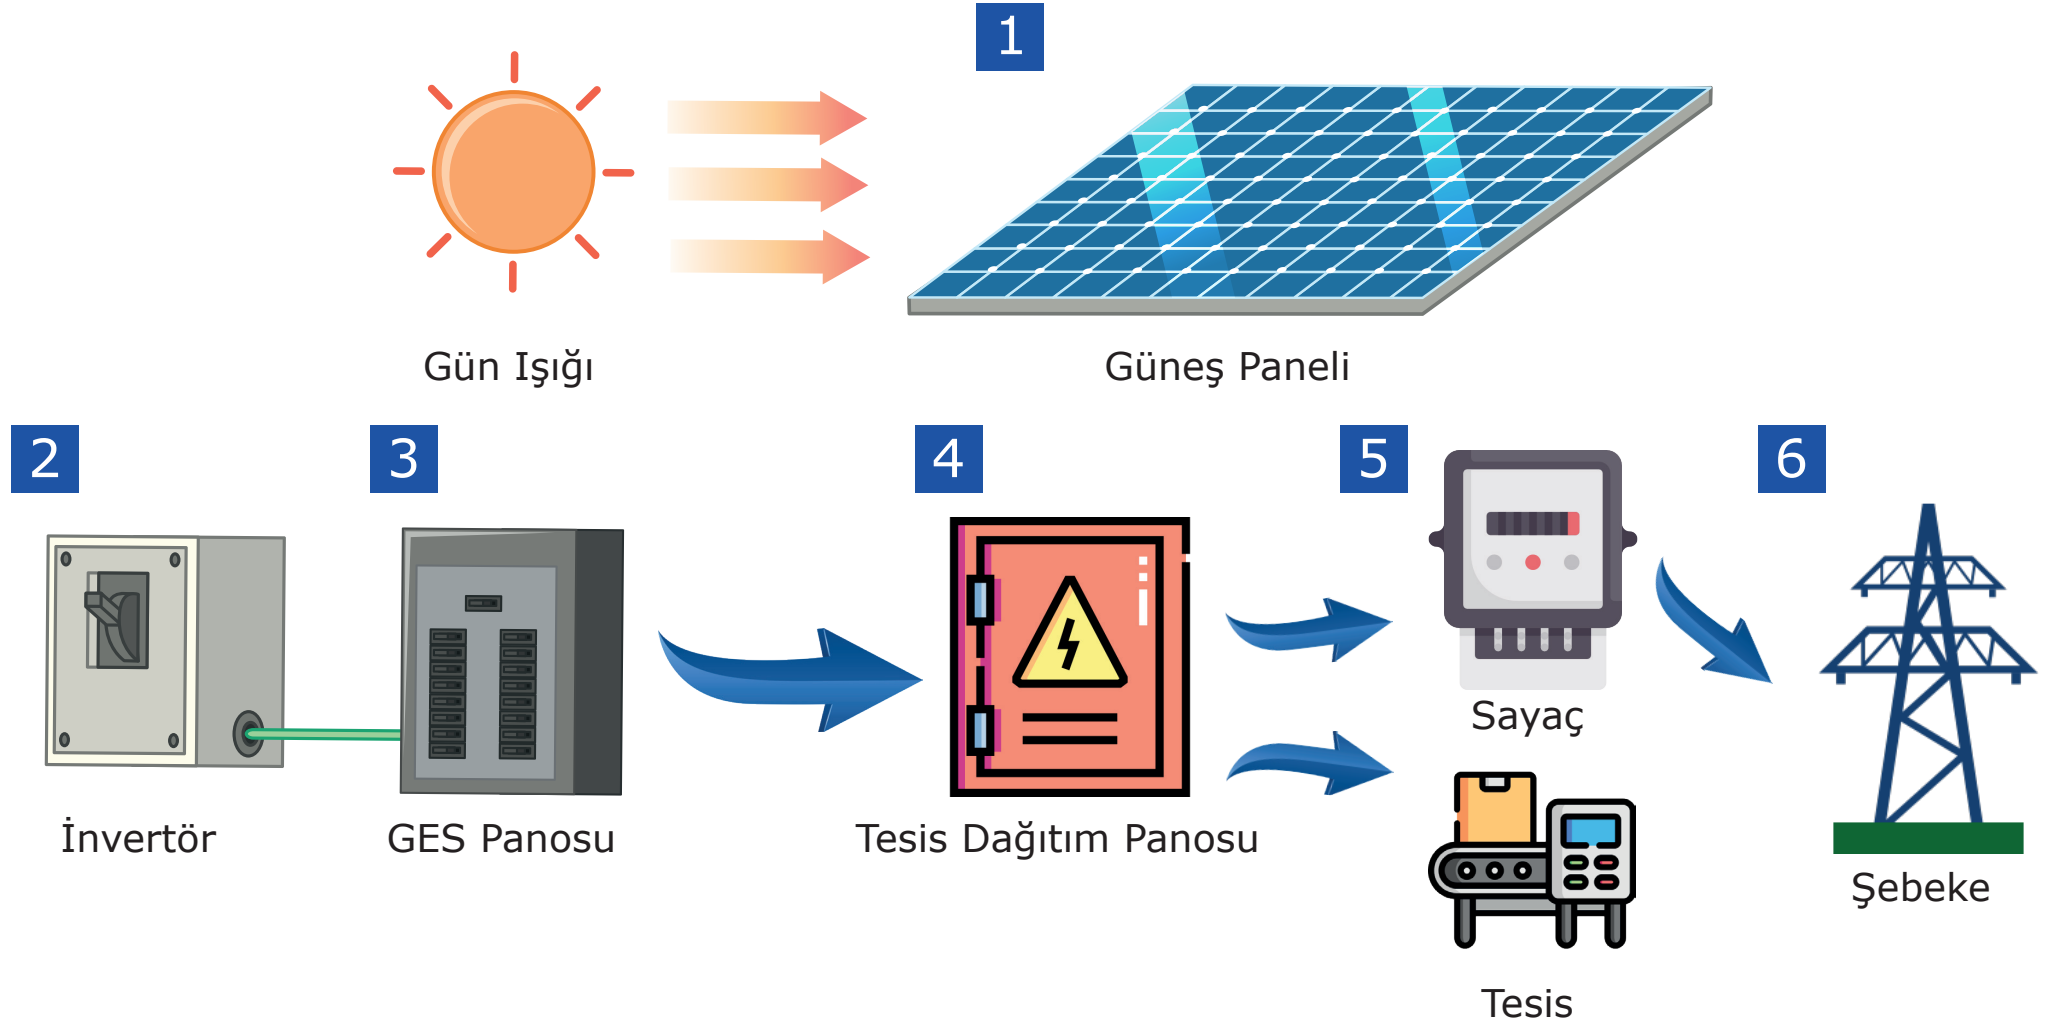 1
Gün Işığı
Güneş Paneli
2
3
4
5
6
Sayaç
İnvertör
GES Panosu
Tesis Dağıtım Panosu
Şebeke
Tesis